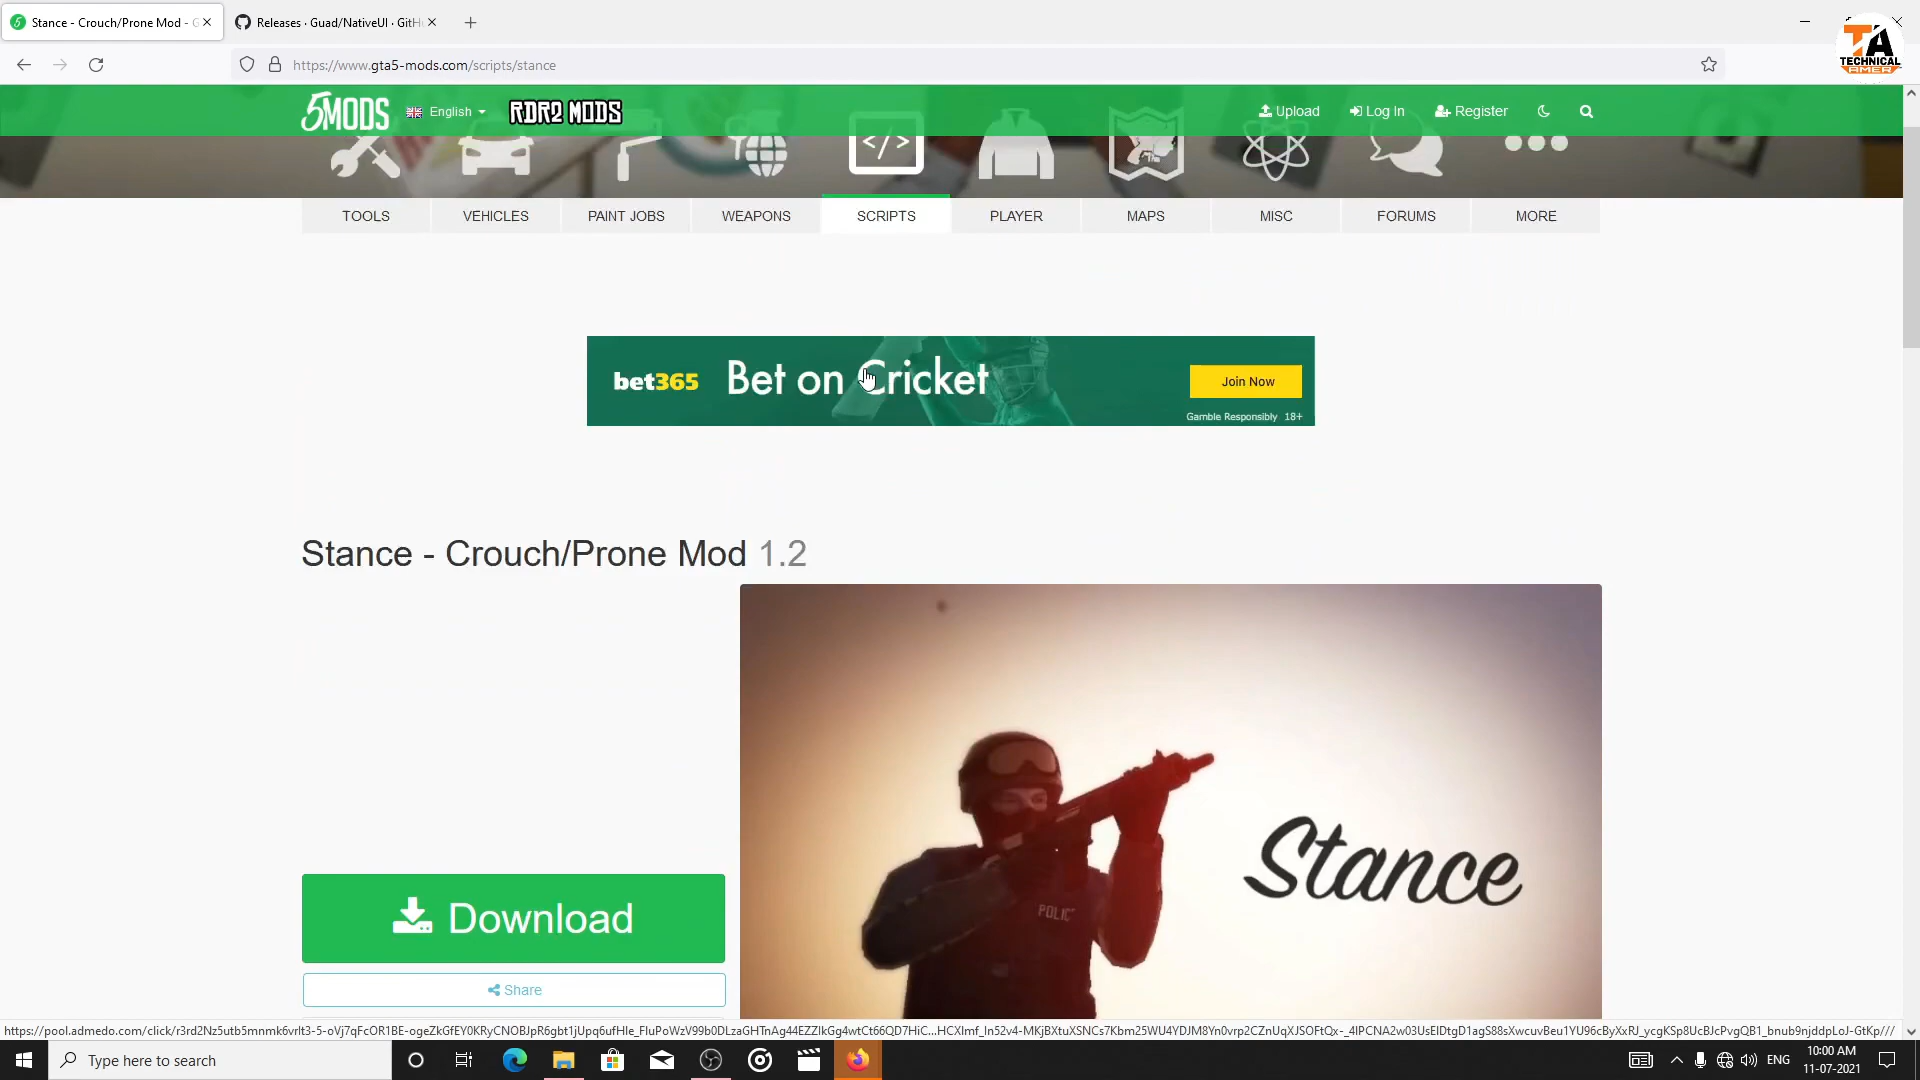 Stance - Crouch/Prone Mod - G
Releases · Guad/NativeUI · GitHu
https://www.gta5-mods.com/scripts/stance
TA
TECHNICAL
5MODS
English
RDR2 MODS
Upload
Log In
Register
TOOLS
VEHICLES
PAINT JOBS
WEAPONS
SCRIPTS
PLAYER
MAPS
MISC
FORUMS
MORE
bet365
Bet on Cricket
Join Now
Gamble Responsibly 18+
Stance - Crouch/Prone Mod 1.2
POLIC
Stance
Download
Share
Type here to search
ENG
10:00 AM
11-07-2021